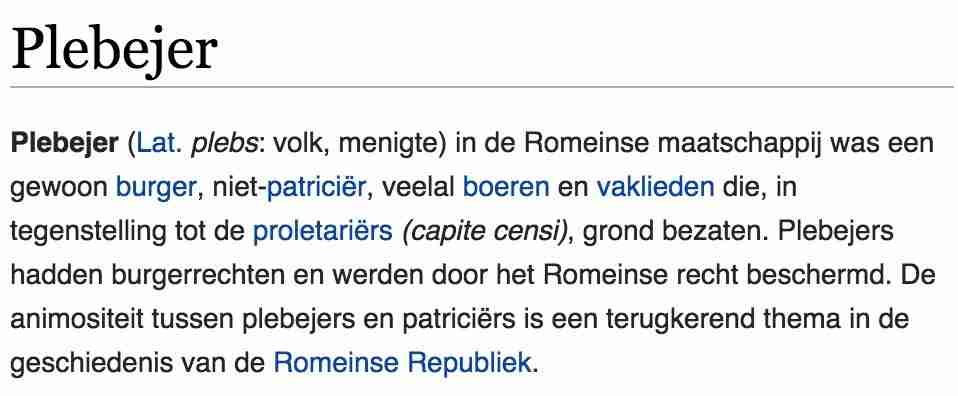 Plebejer
Plebejer (Lat. plebs: volk, menigte) in de Romeinse maatschappij was een
gewoon burger, niet-patriciër, veelal boeren en vaklieden die, in
tegenstelling tot de proletariërs (capite censi), grond bezaten. Plebejers
hadden burgerrechten en werden door het Romeinse recht beschermd. De
animositeit tussen plebejers en patriciërs is een terugkerend thema in de
geschiedenis van de Romeinse Republiek.